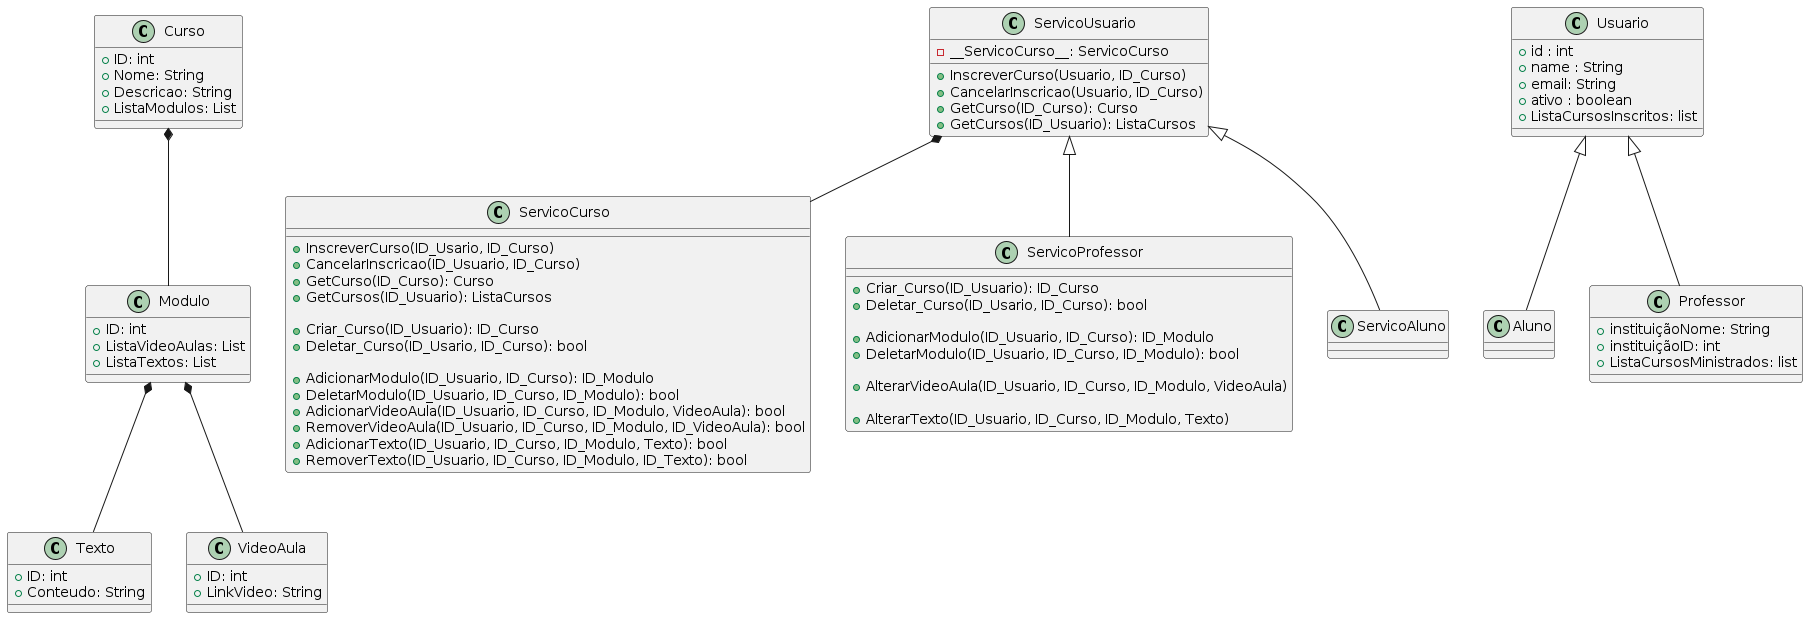 C Curso
ID: int
Nome: String
Descricao: String
ListaModulos: List
C ServicoUsuario
__ServicoCurso__: ServicoCurso
InscreverCurso(Usuario, ID_Curso)
CancelarInscricao(Usuario, ID_Curso)
GetCurso(ID_Curso): Curso
GetCursos(ID_Usuario): ListaCursos
C Usuario
id : int
name : String
email: String
ativo : boolean
ListaCursosInscritos: list
C ServicoCurso
InscreverCurso(ID_Usario, ID_Curso)
CancelarInscricao(ID_Usuario, ID_Curso)
GetCurso(ID_Curso): Curso
GetCursos(ID_Usuario): ListaCursos
Criar_Curso(ID_Usuario): ID_Curso
Deletar_Curso(ID_Usario, ID_Curso): bool
AdicionarModulo(ID_Usuario, ID_Curso): ID_Modulo
DeletarModulo(ID_Usuario, ID_Curso, ID_Modulo): bool
AdicionarVideoAula(ID_Usuario, ID_Curso, ID_Modulo, VideoAula): bool
RemoverVideoAula(ID_Usuario, ID_Curso, ID_Modulo, ID_VideoAula): bool
AdicionarTexto(ID_Usuario, ID_Curso, ID_Modulo, Texto): bool
RemoverTexto(ID_Usuario, ID_Curso, ID_Modulo, ID_Texto): bool
C ServicoProfessor
Criar_Curso(ID_Usuario): ID_Curso
Deletar_Curso(ID_Usario, ID_Curso): bool
AdicionarModulo(ID_Usuario, ID_Curso): ID_Modulo
DeletarModulo(ID_Usuario, ID_Curso, ID_Modulo): bool
AlterarVideoAula(ID_Usuario, ID_Curso, ID_Modulo, VideoAula)
AlterarTexto(ID_Usuario, ID_Curso, ID_Modulo, Texto)
C ServicoAluno
C Aluno
C Professor
instituiçãoNome: String
instituiçãoID: int
ListaCursosMinistrados: list
C Modulo
ID: int
ListaVideoAulas: List
ListaTextos: List
C Texto
ID: int
Conteudo: String
C VideoAula
ID: int
LinkVideo: String